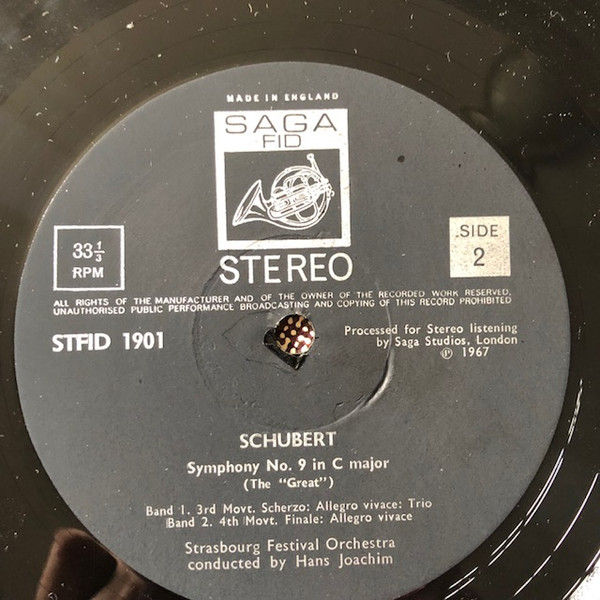 MADE IN ENGLAND
SAGA
FID
STEREO
33⅓
RPM
SIDE
2
ALL RIGHTS OF THE MANUFACTURER AND OF THE OWNER OF THE RECORDED WORK RESERVED.
UNAUTHORISED PUBLIC PERFORMANCE BROADCASTING AND COPYING OF THIS RECORD PROHIBITED
STFID 1901
Processed for Stereo listening
by Saga Studios, London
℗ 1967
SCHUBERT
Symphony No. 9 in C major
(The "Great")
Band 1. 3rd Movt. Scherzo: Allegro vivace: Trio
Band 2. 4th Movt. Finale: Allegro vivace
Strasbourg Festival Orchestra
conducted by Hans Joachim